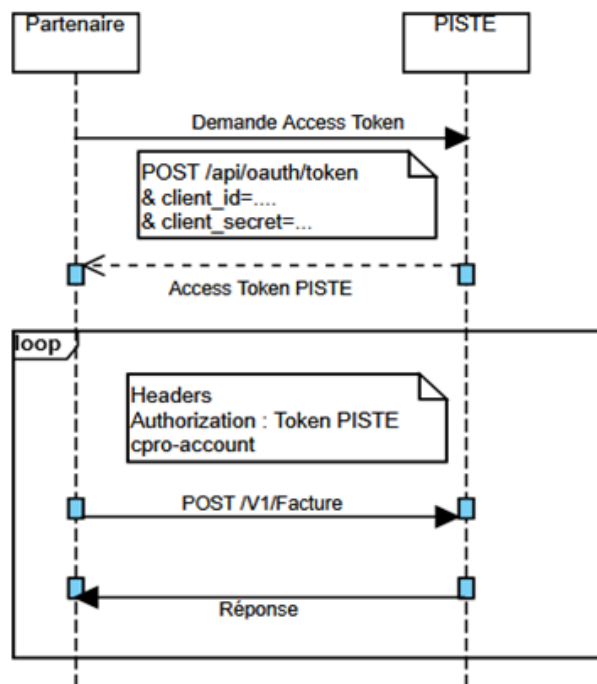 Partenaire
PISTE
Demande Access Token
POST /api/oauth/token
& client_id=....
& client_secret=...
Access Token PISTE
loop
Headers
Authorization : Token PISTE
cpro-account
POST /V1/Facture
Réponse